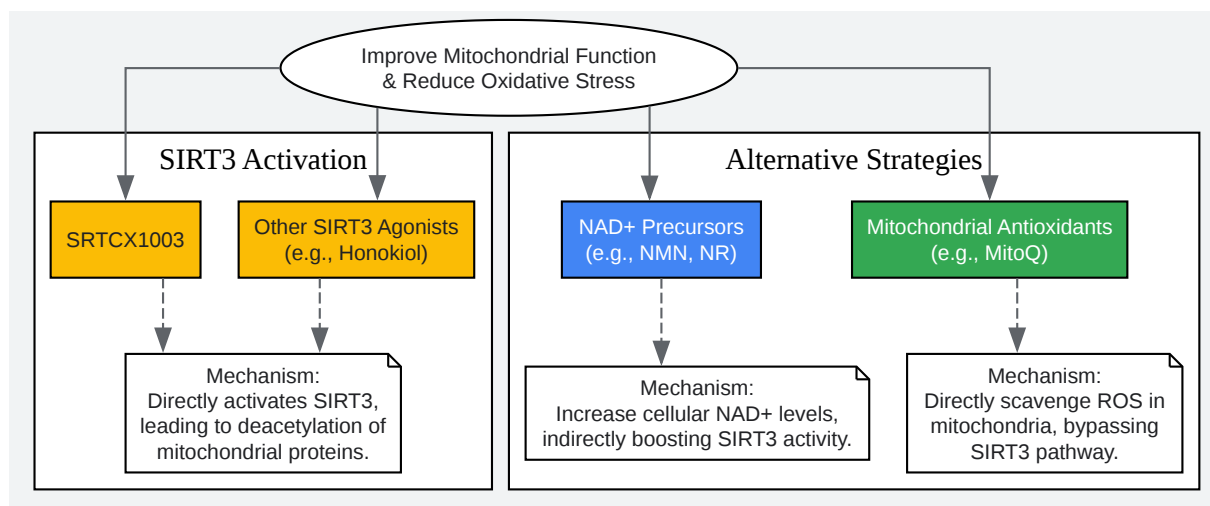 Improve Mitochondrial Function
& Reduce Oxidative Stress
SIRT3 Activation
SRTCX1003
Other SIRT3 Agonists
(e.g., Honokiol)
Mechanism:
Directly activates SIRT3,
leading to deacetylation of
mitochondrial proteins.
Alternative Strategies
NAD+ Precursors
(e.g., NMN, NR)
Mitochondrial Antioxidants
(e.g., MitoQ)
Mechanism:
Increase cellular NAD+ levels,
indirectly boosting SIRT3 activity.
Mechanism:
Directly scavenge ROS in
mitochondria, bypassing
SIRT3 pathway.